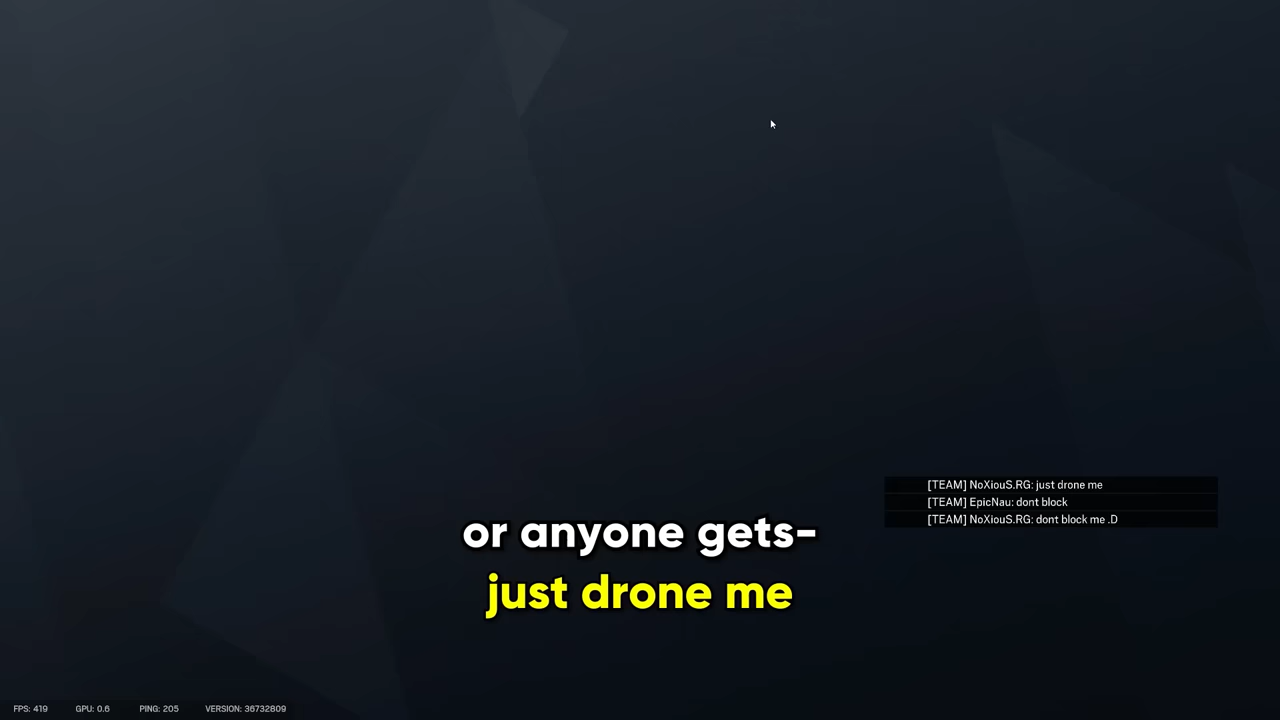 [TEAM] NoXiouS.RG: just drone me
[TEAM] EpicNau: dont block
[TEAM] NoXiouS.RG: dont block me .D
or anyone gets-
just drone me
FPS: 419 GPU: 0.6 PING: 205 VERSION: 36732809